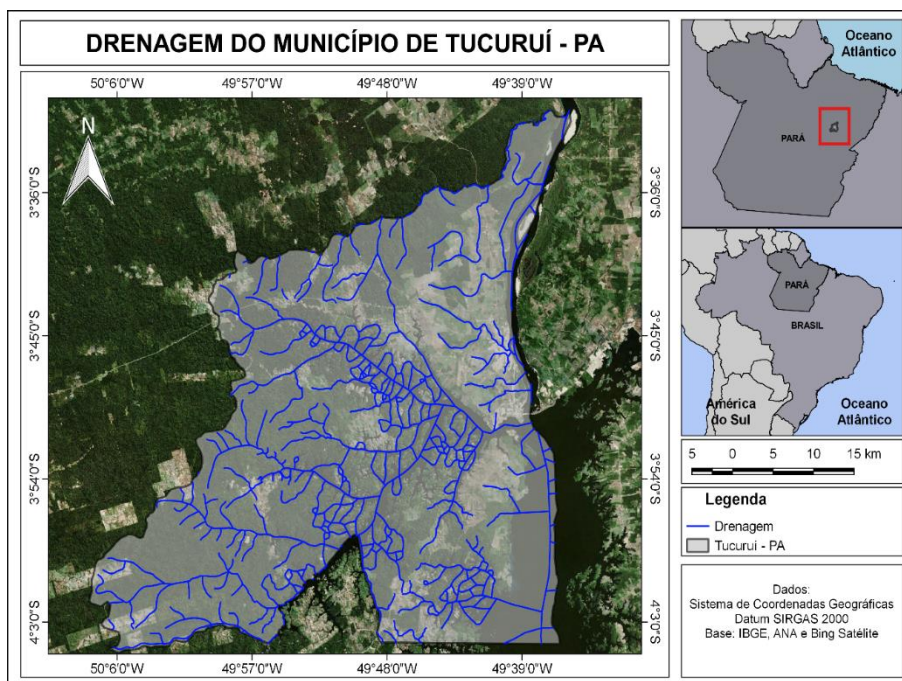 DRENAGEM DO MUNICÍPIO DE TUCURUÍ - PA
50°6'0"W 49°57'0"W 49°48'0"W 49°39'0"W
N
3°36'0"S 3°36'0"S
3°45'0"S 3°45'0"S
3°54'0"S 3°54'0"S
4°3'0"S 4°3'0"S
50°6'0"W 49°57'0"W 49°48'0"W 49°39'0"W
Oceano
Atlântico
PARÁ
PARÁ
BRASIL
América
do Sul
Oceano
Atlântico
5 0 5 10 15 km
Legenda
Drenagem
Tucuruí - PA
Dados:
Sistema de Coordenadas Geográficas
Datum SIRGAS 2000
Base: IBGE, ANA e Bing Satélite